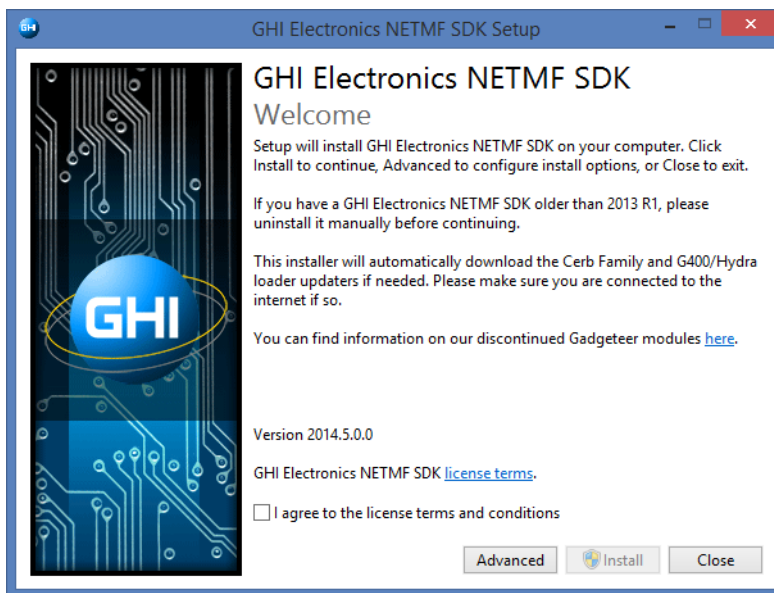 GHI
GHI Electronics NETMF SDK Setup
GHI Electronics NETMF SDK
Welcome
Setup will install GHI Electronics NETMF SDK on your computer. Click
Install to continue, Advanced to configure install options, or Close to exit.
If you have a GHI Electronics NETMF SDK older than 2013 R1, please
uninstall it manually before continuing.
This installer will automatically download the Cerb Family and G400/Hydra
loader updaters if needed. Please make sure you are connected to the
internet if so.
GHI
You can find information on our discontinued Gadgeteer modules here.
Version 2014.5.0.0
GHI Electronics NETMF SDK license terms.
I agree to the license terms and conditions
Advanced Install Close